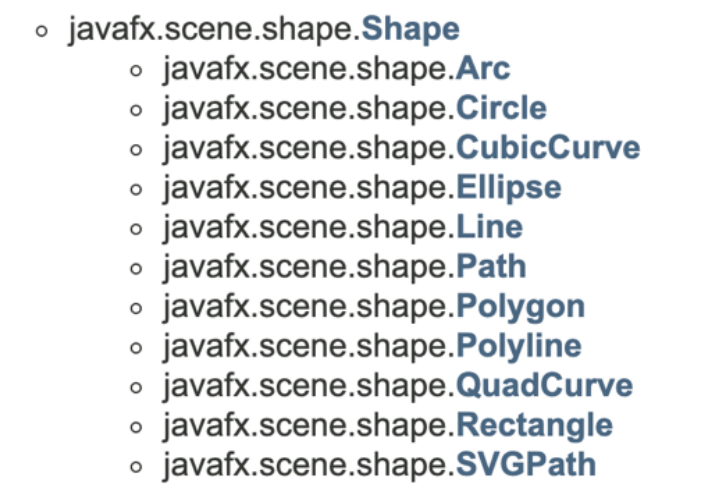 javafx.scene.shape.Shape
javafx.scene.shape.Arc
javafx.scene.shape.Circle
javafx.scene.shape.CubicCurve
javafx.scene.shape.Ellipse
javafx.scene.shape.Line
javafx.scene.shape.Path
javafx.scene.shape.Polygon
javafx.scene.shape.Polyline
javafx.scene.shape.QuadCurve
javafx.scene.shape.Rectangle
javafx.scene.shape.SVGPath